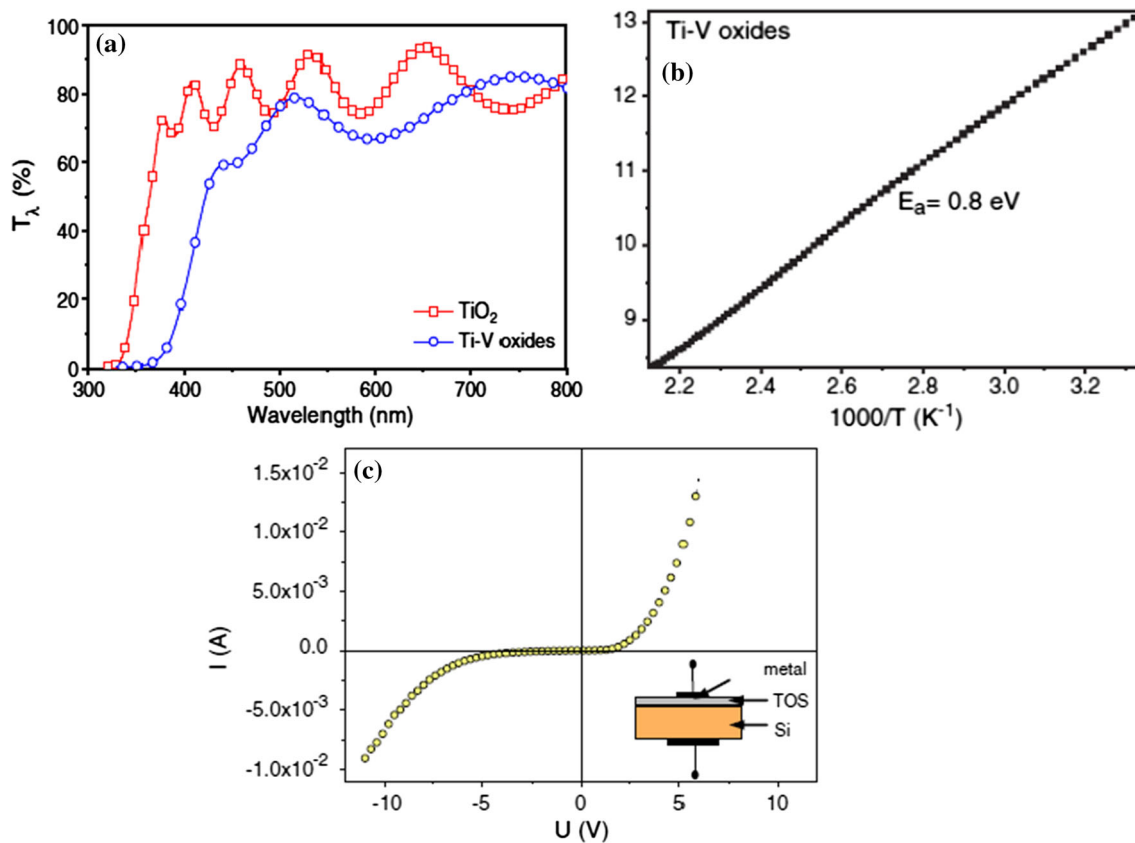 (a)
100
80
60
40
20
0
T_λ (%)
TiO₂
Ti-V oxides
300 400 500 600 700 800
Wavelength (nm)
Ti-V oxides
(b)
13
12
11
10
9
E_a= 0.8 eV
2.2 2.4 2.6 2.8 3.0 3.2
1000/T (K⁻¹)
(c)
1.5x10⁻²
1.0x10⁻²
5.0x10⁻³
0.0
-5.0x10⁻³
-1.0x10⁻²
I (A)
metal
TOS
Si
-10 -5 0 5 10
U (V)